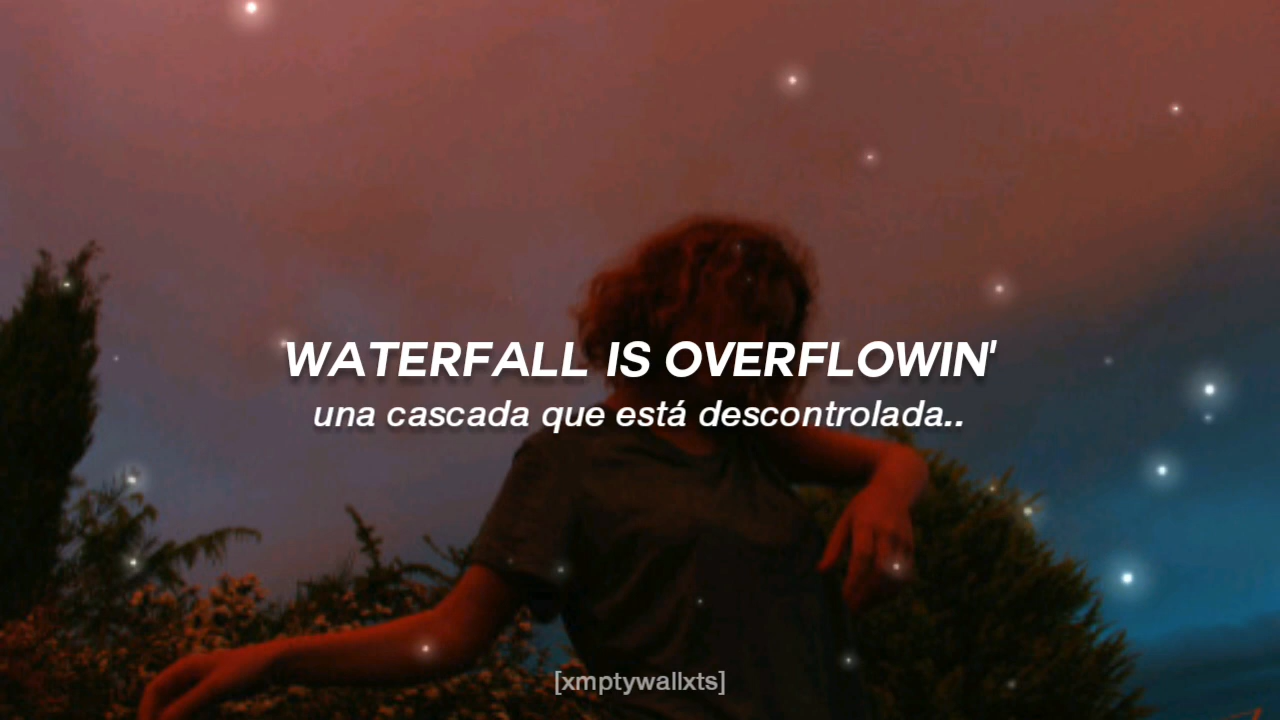 WATERFALL IS OVERFLOWIN'
una cascada que está descontrolada..
[xmptywallxts]